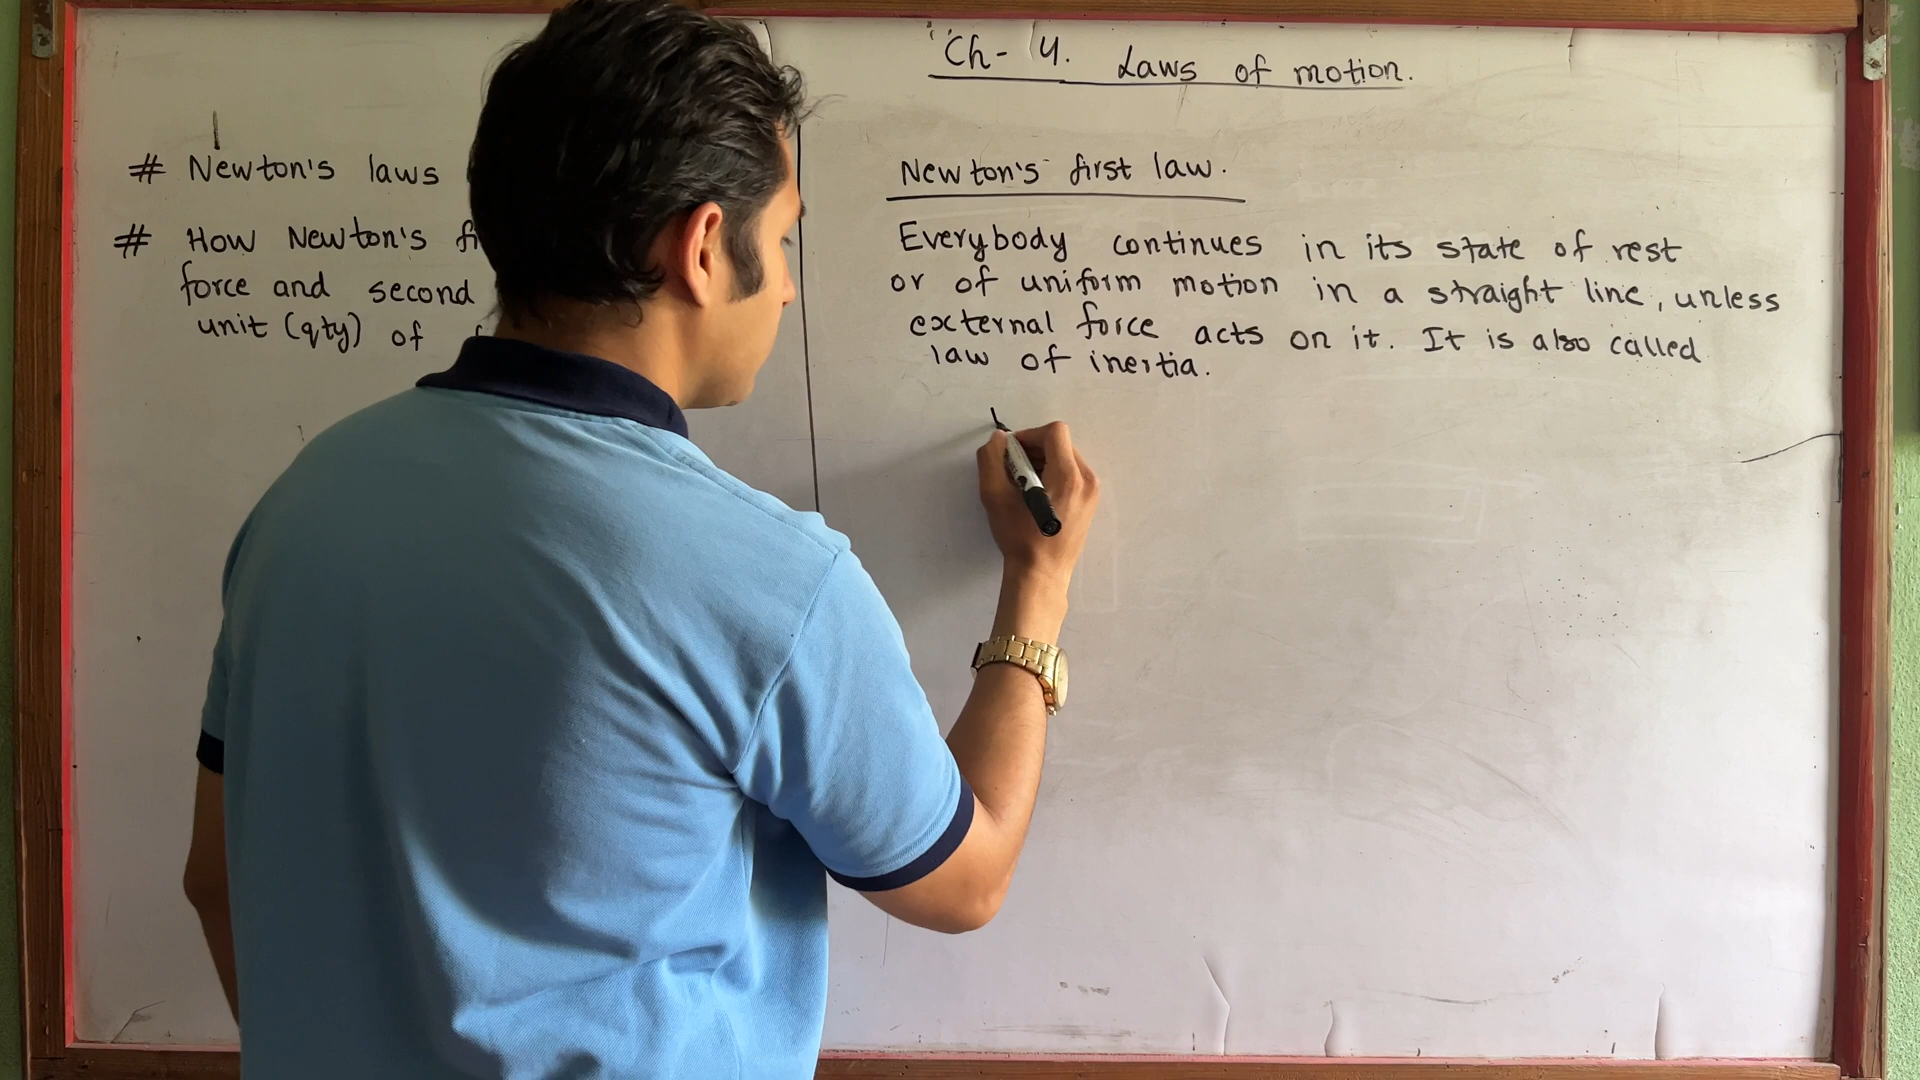 Ch- 4. Laws of motion.
# Newton's laws
# How Newton's
force and second
unit (qty) of
Newton's first law.
Everybody continues in its state of rest
or of uniform motion in a straight line, unless
external force acts on it. It is also called
law of inertia.